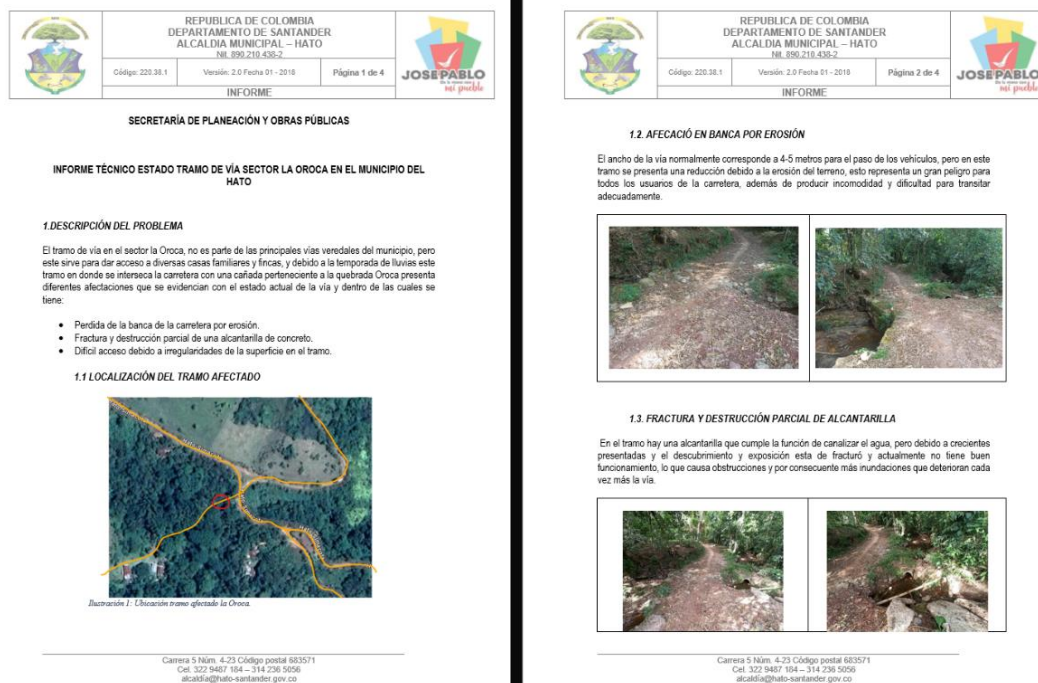 REPUBLICA DE COLOMBIA
DEPARTAMENTO DE SANTANDER
ALCALDIA MUNICIPAL – HATO
Nit. 890.210.438-2
Código: 220.38.1
Versión: 2.0 Fecha 01 - 2016
Página 1 de 4
INFORME
JOSE PABLO
mi pueblo
SECRETARÍA DE PLANEACIÓN Y OBRAS PÚBLICAS
INFORME TÉCNICO ESTADO TRAMO DE VÍA SECTOR LA OROCA EN EL MUNICIPIO DEL
HATO
1.DESCRIPCIÓN DEL PROBLEMA
El tramo de vía en el sector la Oroca, no es parte de las principales vías veredales del municipio, pero
este sirve para dar acceso a diversas casas familiares y fincas, y debido a la temporada de lluvias este
tramo en donde se interseca la carretera con una cañada perteneciente a la quebrada Oroca presenta
diferentes afectaciones que se evidencian con el estado actual de la vía y dentro de las cuales se
tiene:
• Perdida de la banca de la carretera por erosión.
• Fractura y destrucción parcial de una alcantarilla de concreto.
• Difícil acceso debido a irregularidades de la superficie en el tramo.
1.1 LOCALIZACIÓN DEL TRAMO AFECTADO
Ilustración 1: Ubicación tramo afectado la Oroca.
Carrera 5 Núm. 4-23 Código postal 683571
Cel. 322 9487 184 – 314 236 5056
alcaldía@hato-santander.gov.co
REPUBLICA DE COLOMBIA
DEPARTAMENTO DE SANTANDER
ALCALDIA MUNICIPAL – HATO
Nit. 890.210.438-2
Código: 220.38.1
Versión: 2.0 Fecha 01 - 2016
Página 2 de 4
INFORME
JOSE PABLO
mi pueblo
1.2. AFECACIÓ EN BANCA POR EROSIÓN
El ancho de la vía normalmente corresponde a 4-5 metros para el paso de los vehículos, pero en este
tramo se presenta una reducción debido a la erosión del terreno, esto representa un gran peligro para
todos los usuarios de la carretera, además de producir incomodidad y dificultad para transitar
adecuadamente.
1.3. FRACTURA Y DESTRUCCIÓN PARCIAL DE ALCANTARILLA
En el tramo hay una alcantarilla que cumple la función de canalizar el agua, pero debido a crecientes
presentadas y el descubrimiento y exposición esta de fracturó y actualmente no tiene buen
funcionamiento, lo que causa obstrucciones y por consecuente más inundaciones que deterioran cada
vez más la vía.
Carrera 5 Núm. 4-23 Código postal 683571
Cel. 322 9487 184 – 314 236 5056
alcaldía@hato-santander.gov.co